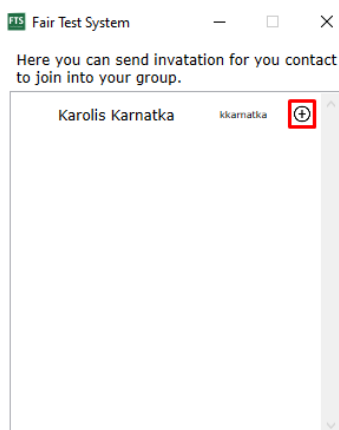 FTS Fair Test System
Here you can send invatation for you contact
to join into your group.
Karolis Karnatka kkarnatka